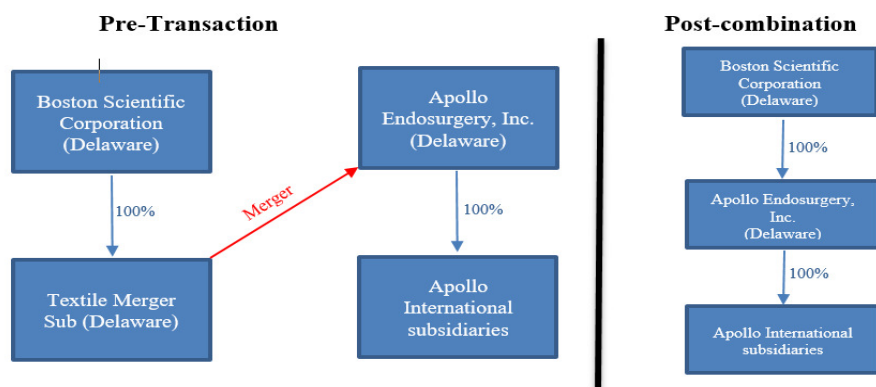 Pre-Transaction
Boston Scientific
Corporation
(Delaware)
Apollo
Endosurgery, Inc.
(Delaware)
100%
Merger
100%
Textile Merger
Sub (Delaware)
Apollo
International
subsidiaries
Post-combination
Boston Scientific
Corporation
(Delaware)
100%
Apollo Endosurgery,
Inc.
(Delaware)
100%
Apollo International
subsidiaries